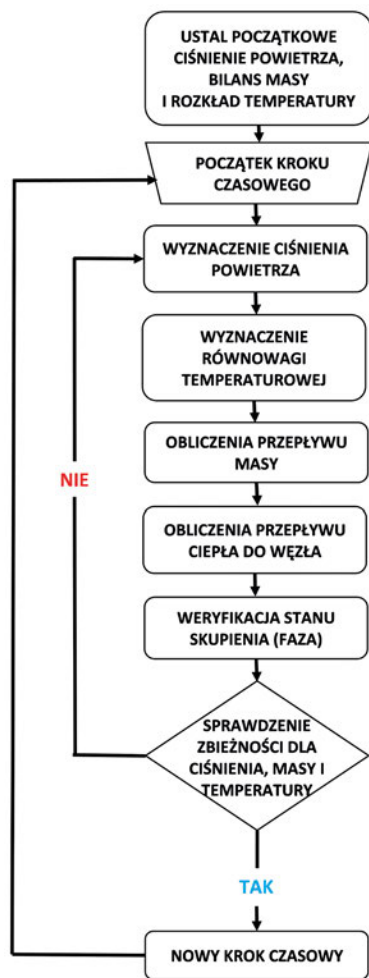 USTAL POCZĄTKOWE
CIŚNIENIE POWIETRZA,
BILANS MASY
I ROZKŁAD TEMPERATURY
POCZĄTEK KROKU
CZASOWEGO
WYZNACZENIE CIŚNIENIA
POWIETRZA
WYZNACZENIE
RÓWNOWAGI
TEMPERATUROWEJ
OBLICZENIA PRZEPŁYWU
MASY
NIE
OBLICZENIA PRZEPŁYWU
CIEPŁA DO WĘZŁA
WERYFIKACJA STANU
SKUPIENIA (FAZA)
SPRAWDZENIE
ZBIEŻNOŚCI DLA
CIŚNIENIA, MASY I
TEMPERATURY
TAK
NOWY KROK CZASOWY